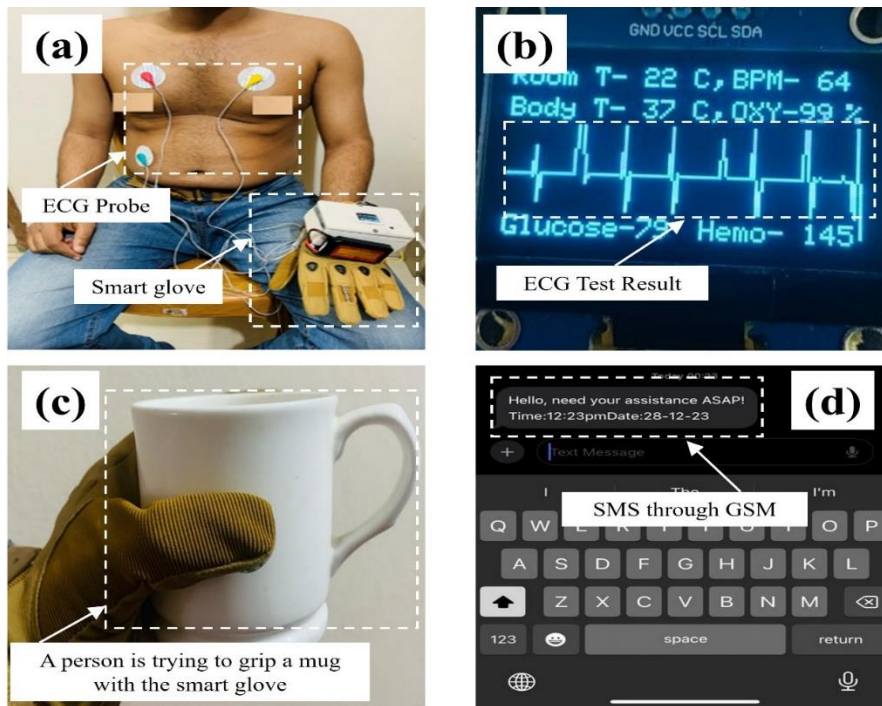 (a)
ECG Probe
Smart glove
(b)
GND VCC SCL SDA
Room T- 22 C, BPM- 64
Body T- 37 C, OXY-99 %
Glucose-79 Hemo- 145
ECG Test Result
(c)
A person is trying to grip a mug
with the smart glove
(d)
Today
Hello, need your assistance ASAP!
Time:12:23pmDate:28-12-23
Text Message
I The I'm
SMS through GSM
Q W E R T Y U I O P
A S D F G H J K L
Z X C V B N M
123 space return